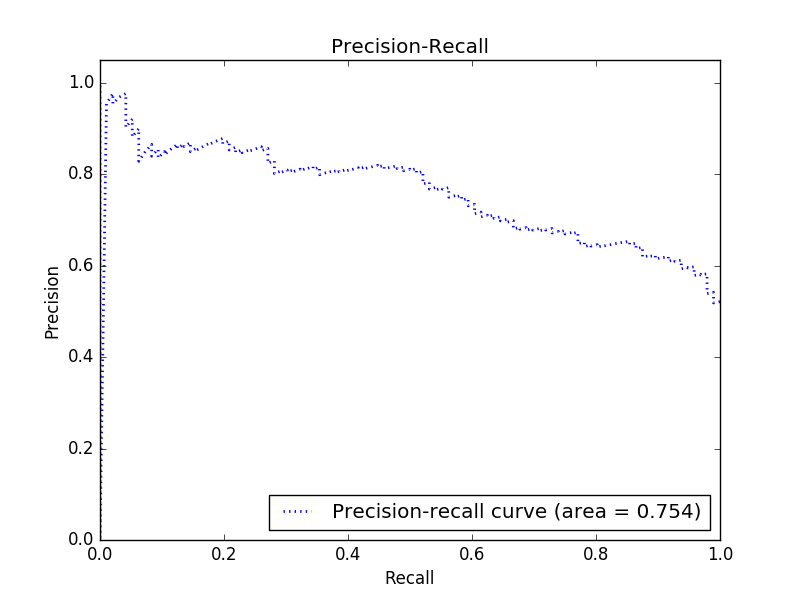 Precision-Recall
1.0
0.8
0.6
0.4
0.2
0.0
Precision
0.0 0.2 0.4 0.6 0.8 1.0
Recall
Precision-recall curve (area = 0.754)